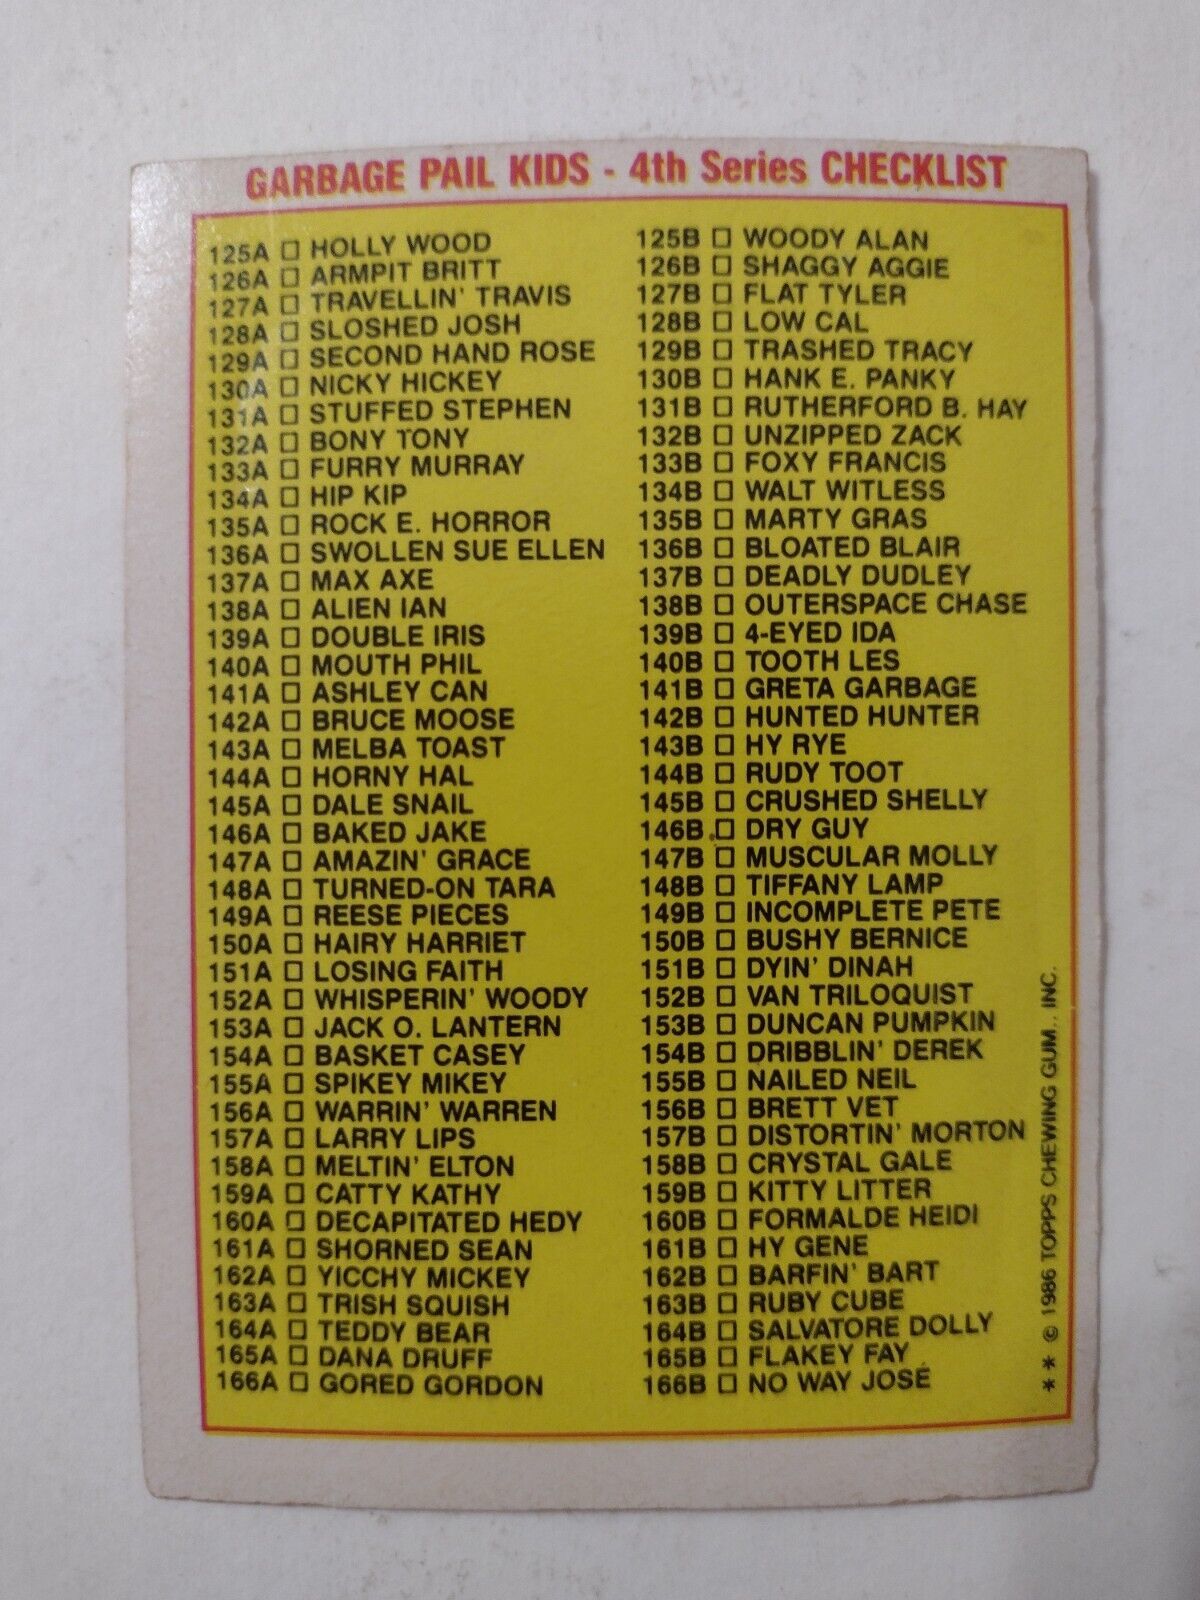 GARBAGE PAIL KIDS - 4th Series CHECKLIST
125A □ HOLLY WOOD 125B □ WOODY ALAN
126A □ ARMPIT BRITT 126B □ SHAGGY AGGIE
127A □ TRAVELLIN' TRAVIS 127B □ FLAT TYLER
128A □ SLOSHED JOSH 128B □ LOW CAL
129A □ SECOND HAND ROSE 129B □ TRASHED TRACY
130A □ NICKY HICKEY 130B □ HANK E. PANKY
131A □ STUFFED STEPHEN 131B □ RUTHERFORD B. HAY
132A □ BONY TONY 132B □ UNZIPPED ZACK
133A □ FURRY MURRAY 133B □ FOXY FRANCIS
134A □ HIP KIP 134B □ WALT WITLESS
135A □ ROCK E. HORROR 135B □ MARTY GRAS
136A □ SWOLLEN SUE ELLEN 136B □ BLOATED BLAIR
137A □ MAX AXE 137B □ DEADLY DUDLEY
138A □ ALIEN IAN 138B □ OUTERSPACE CHASE
139A □ DOUBLE IRIS 139B □ 4-EYED IDA
140A □ MOUTH PHIL 140B □ TOOTH LES
141A □ ASHLEY CAN 141B □ GRETA GARBAGE
142A □ BRUCE MOOSE 142B □ HUNTED HUNTER
143A □ MELBA TOAST 143B □ HY RYE
144A □ HORNY HAL 144B □ RUDY TOOT
145A □ DALE SNAIL 145B □ CRUSHED SHELLY
146A □ BAKED JAKE 146B □ DRY GUY
147A □ AMAZIN' GRACE 147B □ MUSCULAR MOLLY
148A □ TURNED-ON TARA 148B □ TIFFANY LAMP
149A □ REESE PIECES 149B □ INCOMPLETE PETE
150A □ HAIRY HARRIET 150B □ BUSHY BERNICE
151A □ LOSING FAITH 151B □ DYIN' DINAH
152A □ WHISPERIN' WOODY 152B □ VAN TRILOQUIST
153A □ JACK O. LANTERN 153B □ DUNCAN PUMPKIN
154A □ BASKET CASEY 154B □ DRIBBLIN' DEREK
155A □ SPIKEY MIKEY 155B □ NAILED NEIL
156A □ WARRIN' WARREN 156B □ BRETT VET
157A □ LARRY LIPS 157B □ DISTORTIN' MORTON
158A □ MELTIN' ELTON 158B □ CRYSTAL GALE
159A □ CATTY KATHY 159B □ KITTY LITTER
160A □ DECAPITATED HEDY 160B □ FORMALDE HEIDI
161A □ SHORNED SEAN 161B □ HY GENE
162A □ YICCHY MICKEY 162B □ BARFIN' BART
163A □ TRISH SQUISH 163B □ RUBY CUBE
164A □ TEDDY BEAR 164B □ SALVATORE DOLLY
165A □ DANA DRUFF 165B □ FLAKEY FAY
166A □ GORED GORDON 166B □ NO WAY JOSÉ
** © 1986 TOPPS CHEWING GUM., INC.